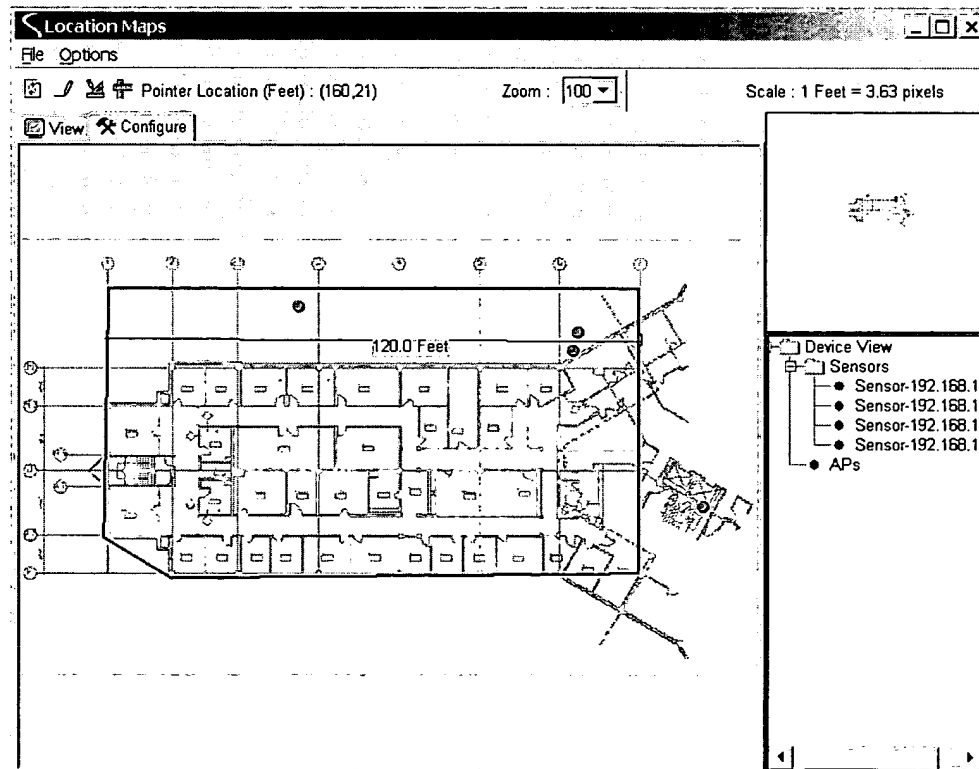 Location Maps
File Options
Pointer Location (Feet) : (160,21)
Zoom : 100
Scale : 1 Feet = 3.63 pixels
View
Configure
120.0 Feet
Device View
Sensors
Sensor-192.168.1
Sensor-192.168.1
Sensor-192.168.1
Sensor-192.168.1
APs